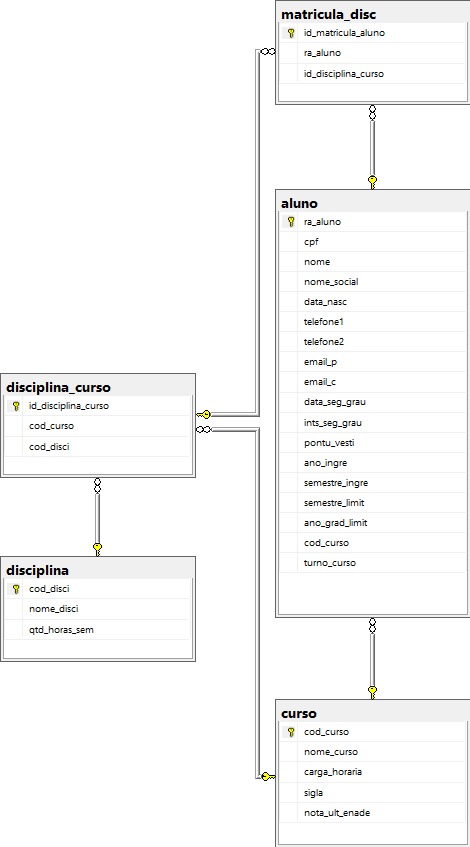 matricula_disc
id_matricula_aluno
ra_aluno
id_disciplina_curso
aluno
ra_aluno
cpf
nome
nome_social
data_nasc
telefone1
telefone2
email_p
email_c
data_seg_grau
ints_seg_grau
pontu_vesti
ano_ingre
semestre_ingre
semestre_limit
ano_grad_limit
cod_curso
turno_curso
disciplina_curso
id_disciplina_curso
cod_curso
cod_disci
disciplina
cod_disci
nome_disci
qtd_horas_sem
curso
cod_curso
nome_curso
carga_horaria
sigla
nota_ult_enade